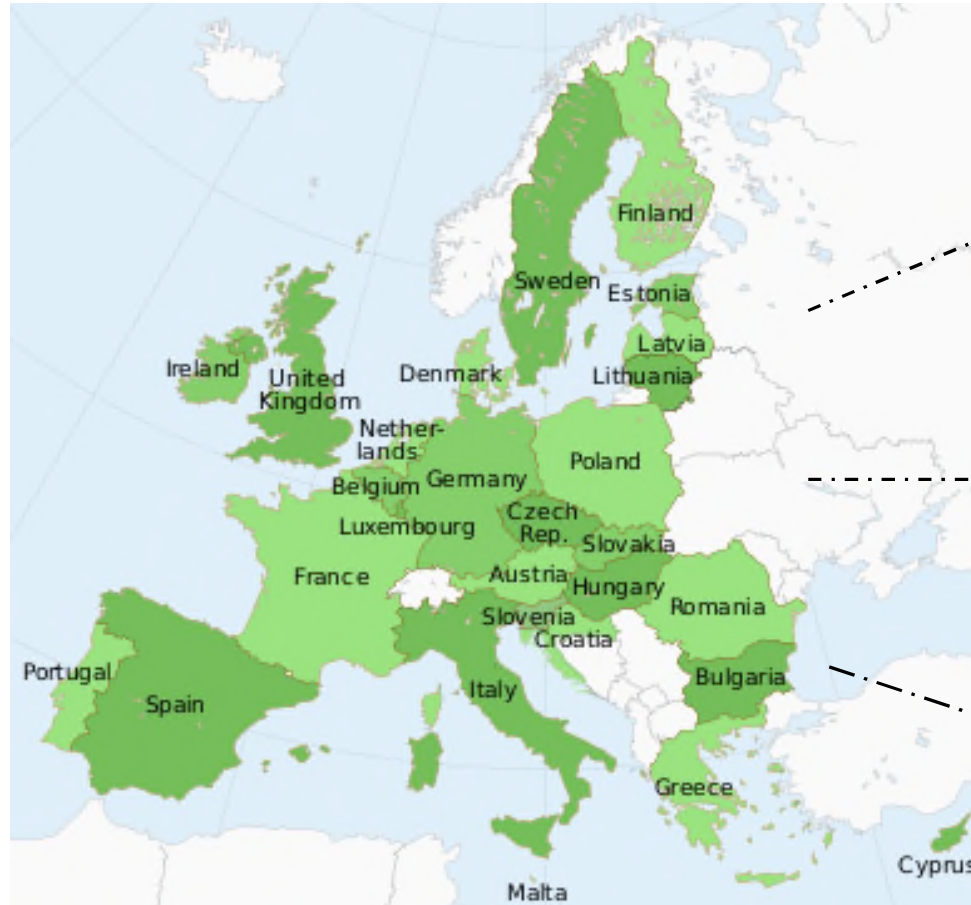 Finland
Sweden
Estonia
Latvia
Lithuania
Ireland
United
Kingdom
Denmark
Nether-
lands
Belgium
Germany
Poland
Luxembourg
Czech
Rep.
Slovakia
France
Austria
Hungary
Romania
Slovenia
Croatia
Portugal
Spain
Italy
Bulgaria
Greece
Cyprus
Malta